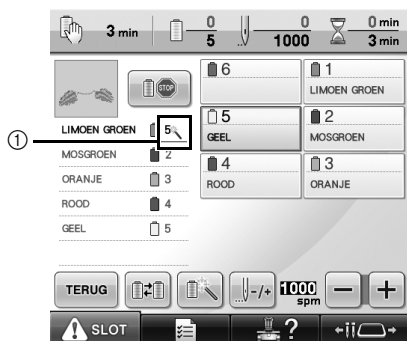 3 min 0 5 0 1000 0 min 3 min
6 1 LIMOEN GROEN
STOP
5 GEEL 2 MOSGROEN
LIMOEN GROEN 5
① MOSGROEN 2
4 ROOD 3 ORANJE
ORANJE 3
ROOD 4
GEEL 5
TERUG -/+ 1000 spm - +
SLOT ?